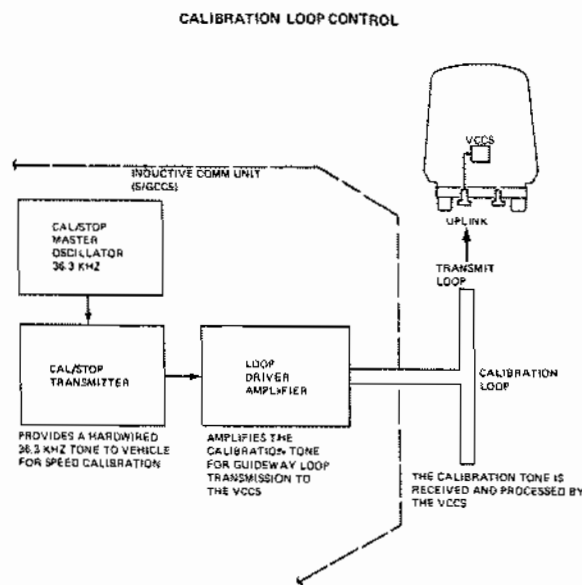 CALIBRATION LOOP CONTROL
VCCS
INDUCTIVE COMM UNIT
(S/GCCS)
UPLINK
CAL/STOP
MASTER
OSCILLATOR
36.3 KHZ
TRANSMIT
LOOP
CAL/STOP
TRANSMITTER
LOOP
DRIVER
AMPLIFIER
CALIBRATION
LOOP
PROVIDES A HARDWIRED
36.3 KHZ TONE TO VEHICLE
FOR SPEED CALIBRATION
AMPLIFIES THE
CALIBRATION TONE
FOR GUIDEWAY LOOP
TRANSMISSION TO
THE VCCS
THE CALIBRATION TONE IS
RECEIVED AND PROCESSED BY
THE VCCS